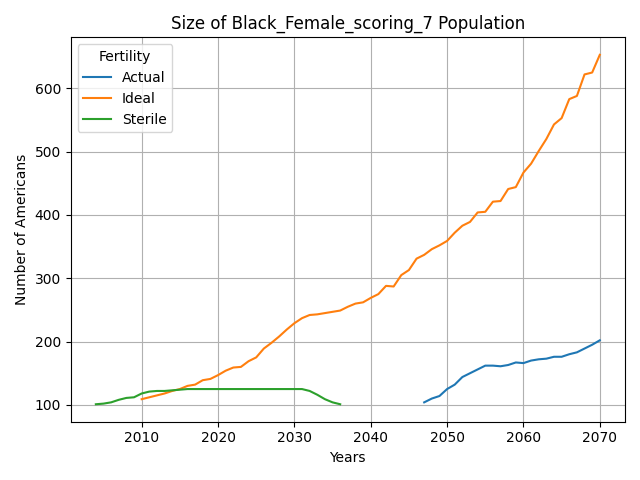 Size of Black_Female_scoring_7 Population
Fertility
Actual
Ideal
Sterile
Number of Americans
600
500
400
300
200
100
2010 2020 2030 2040 2050 2060 2070
Years